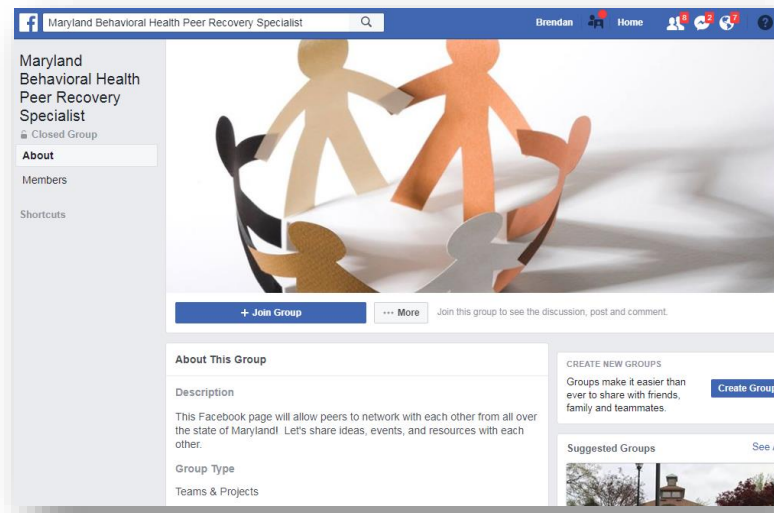 f
Maryland Behavioral Health Peer Recovery Specialist
Brendan
Home
8
2
7
?
Maryland
Behavioral Health
Peer Recovery
Specialist
Closed Group
About
Members
Shortcuts
+ Join Group
··· More
Join this group to see the discussion, post and comment.
About This Group
Description
This Facebook page will allow peers to network with each other from all over
the state of Maryland! Let's share ideas, events, and resources with each
other.
Group Type
Teams & Projects
CREATE NEW GROUPS
Groups make it easier than
ever to share with friends,
family and teammates.
Create Group
Suggested Groups
See